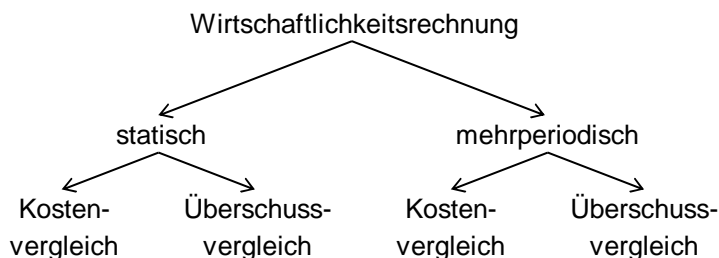 Wirtschaftlichkeitsrechnung
statisch mehrperiodisch
Kosten- Überschuss- Kosten- Überschuss-
vergleich vergleich vergleich vergleich